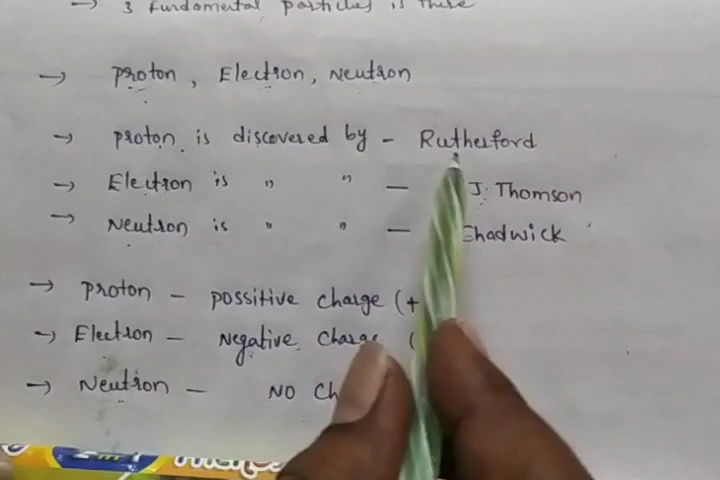 → 3 fundamental particles is there
→ proton, Electron, Neutron
→ proton is discovered by - Rutherford
→ Electron is " " — J. Thomson
→ Neutron is " " — Chadwick
→ proton - possitive charge (+
→ Electron - Negative charge (
→ Neutron - NO Ch